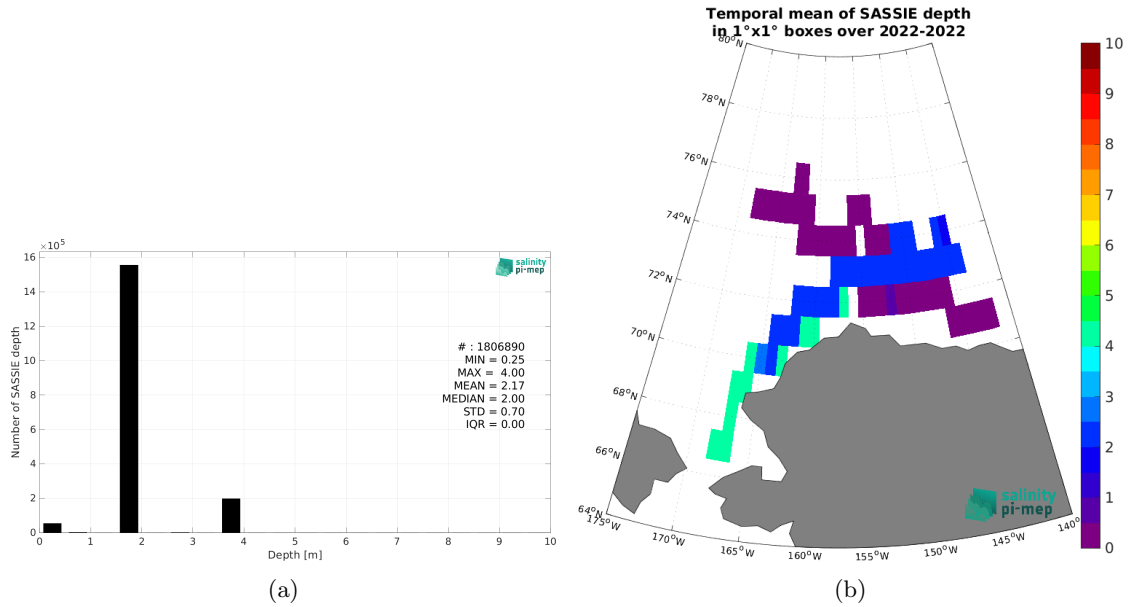 ×10^5
16
14
12
10
8
6
4
2
0
0 1 2 3 4 5 6 7 8 9 10
Number of SASSIE depth
Depth [m]
salinity
pi-mep
# : 1806890
MIN = 0.25
MAX = 4.00
MEAN = 2.17
MEDIAN = 2.00
STD = 0.70
IQR = 0.00
(a)
Temporal mean of SASSIE depth
in 1°x1° boxes over 2022-2022
80°N
78°N
76°N
74°N
72°N
70°N
68°N
66°N
64°N
175°W
170°W
165°W
160°W
155°W
150°W
145°W
140°
salinity
pi-mep
10
9
8
7
6
5
4
3
2
1
0
(b)